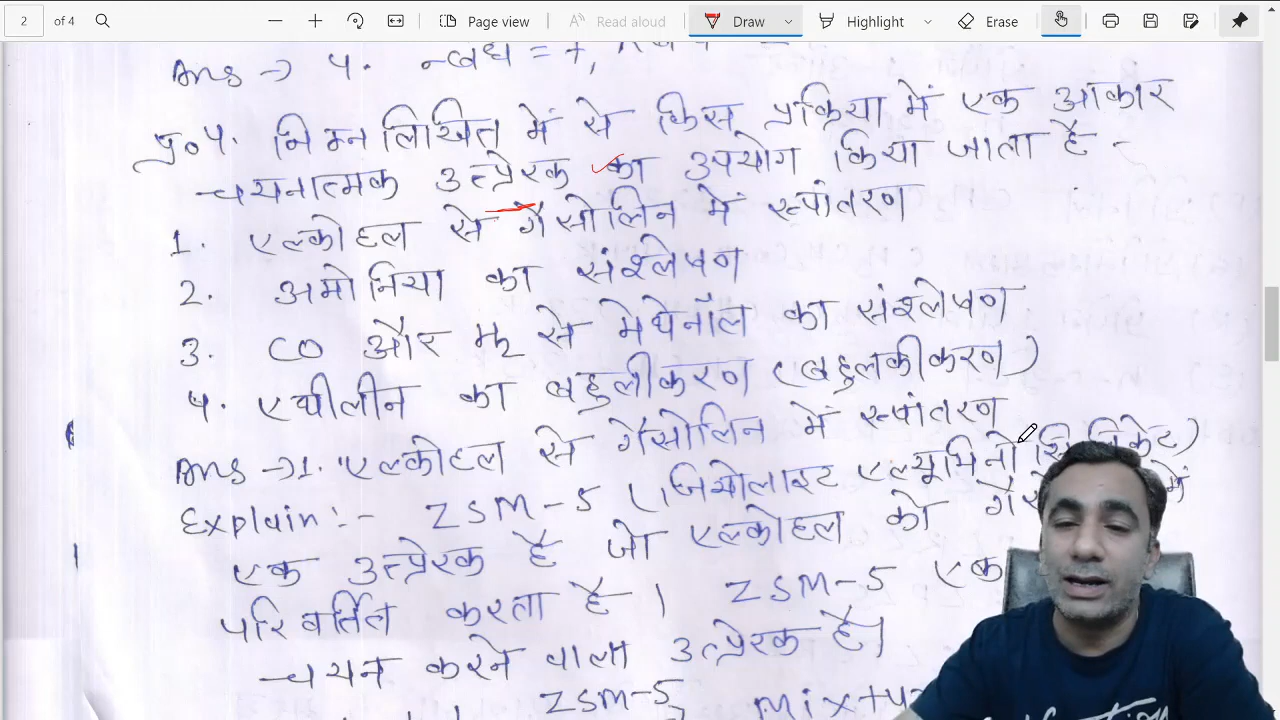 2 of 4 Page view Read aloud Draw Highlight Erase
Ans → 4.
प्र०4. निम्नलिखित में से किस प्रक्रिया में एक आकार
चयनात्मक उत्प्रेरक का उपयोग किया जाता है -
1. एल्कोहल से गैसोलिन में रूपांतरण
2. अमोनिया का संश्लेषण
3. CO और H2 से मेथेनॉल का संश्लेषण
4. एथीलीन का बहुलीकरण (बहुलकीकरण)
Ans → 1. एल्कोहल से गैसोलिन में रूपांतरण
Explain:- ZSM-5 (जियोलाइट एल्यूमिनो सिलिकेट)
एक उत्प्रेरक है जो एल्कोहल को में
परिवर्तित करता है। ZSM-5 एक
चयन करने वाला उत्प्रेरक है।
ZSM-5